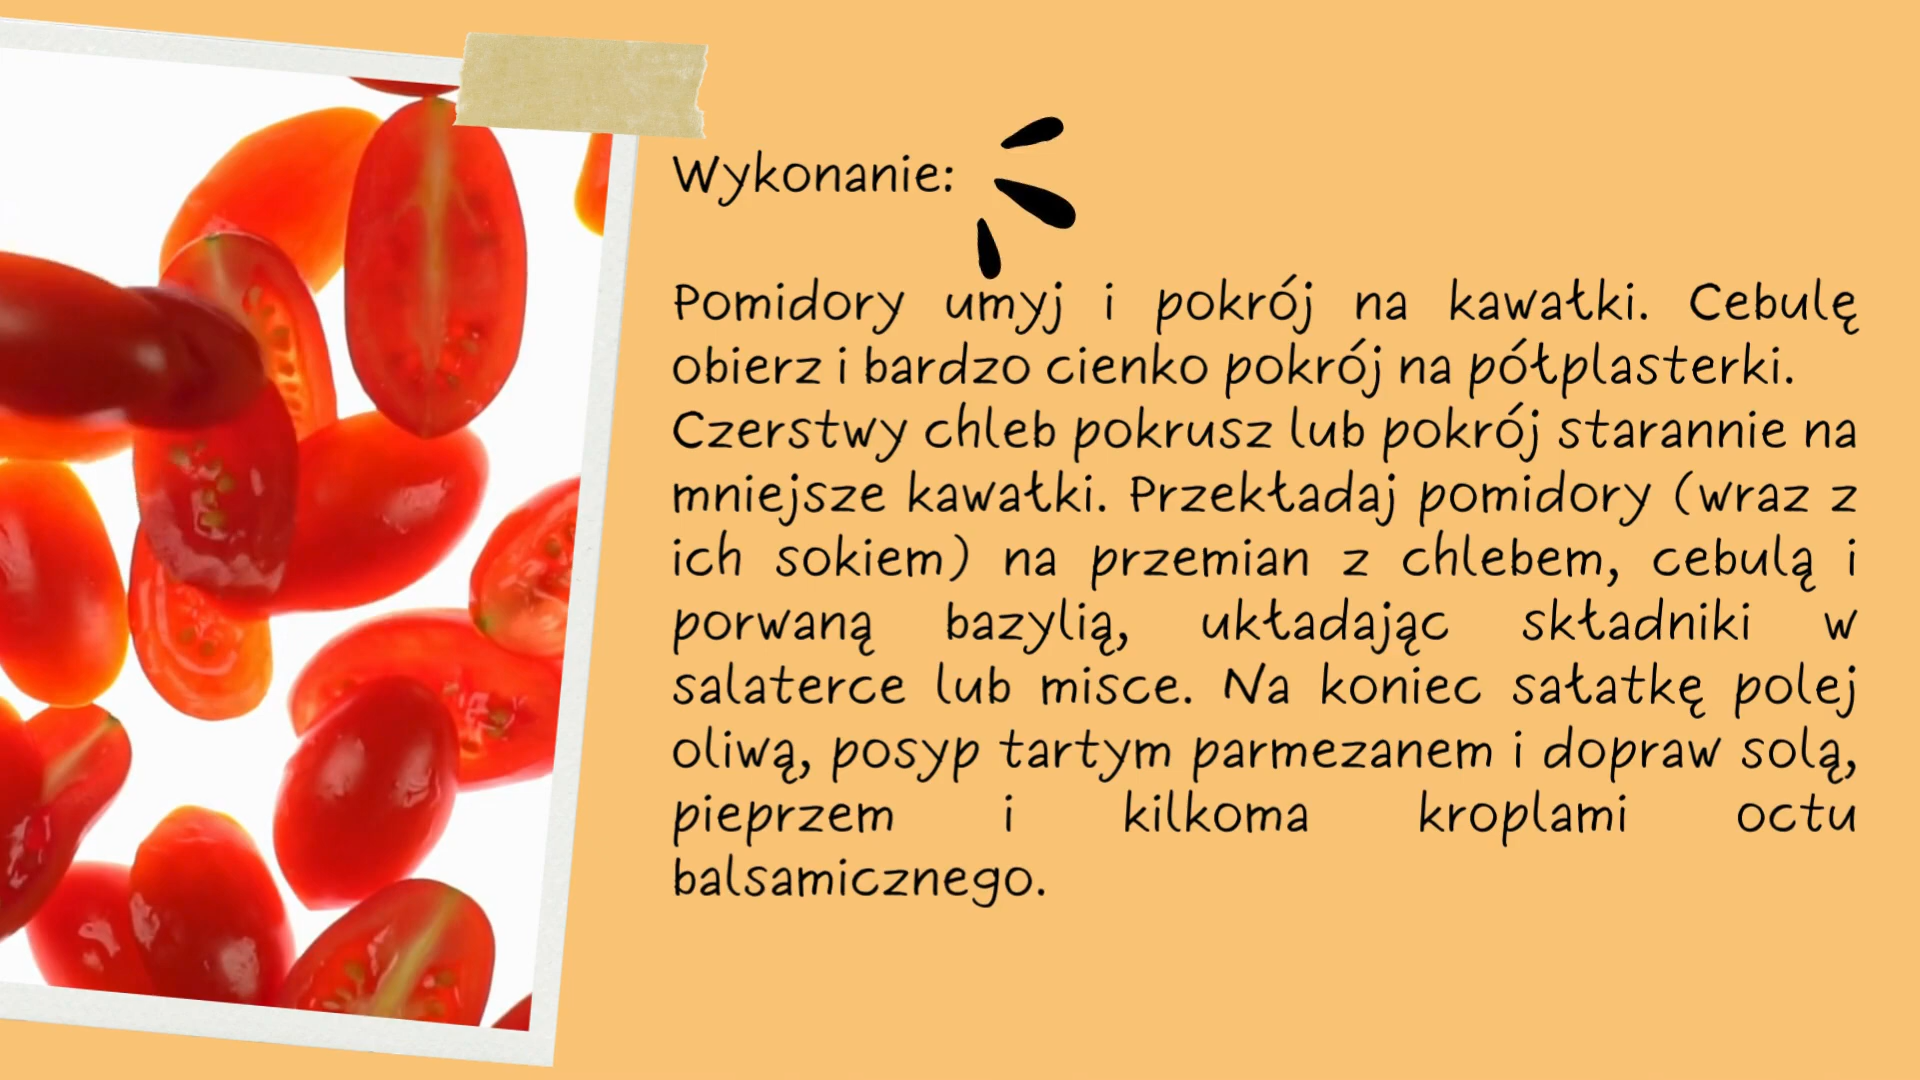 Wykonanie:
Pomidory umyj i pokrój na kawałki. Cebulę
obierz i bardzo cienko pokrój na półplasterki.
Czerstwy chleb pokrusz lub pokrój starannie na
mniejsze kawałki. Przekładaj pomidory (wraz z
ich sokiem) na przemian z chlebem, cebulą i
porwaną bazylią, układając składniki w
salaterce lub misce. Na koniec sałatkę polej
oliwą, posyp tartym parmezanem i dopraw solą,
pieprzem i kilkoma kroplami octu
balsamicznego.